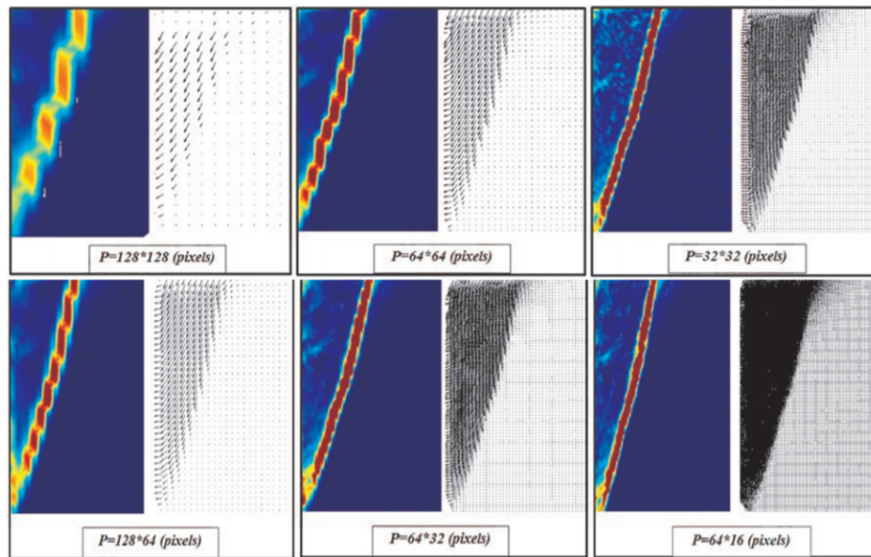 P=128*128 (pixels)
P=64*64 (pixels)
P=32*32 (pixels)
P=128*64 (pixels)
P=64*32 (pixels)
P=64*16 (pixels)